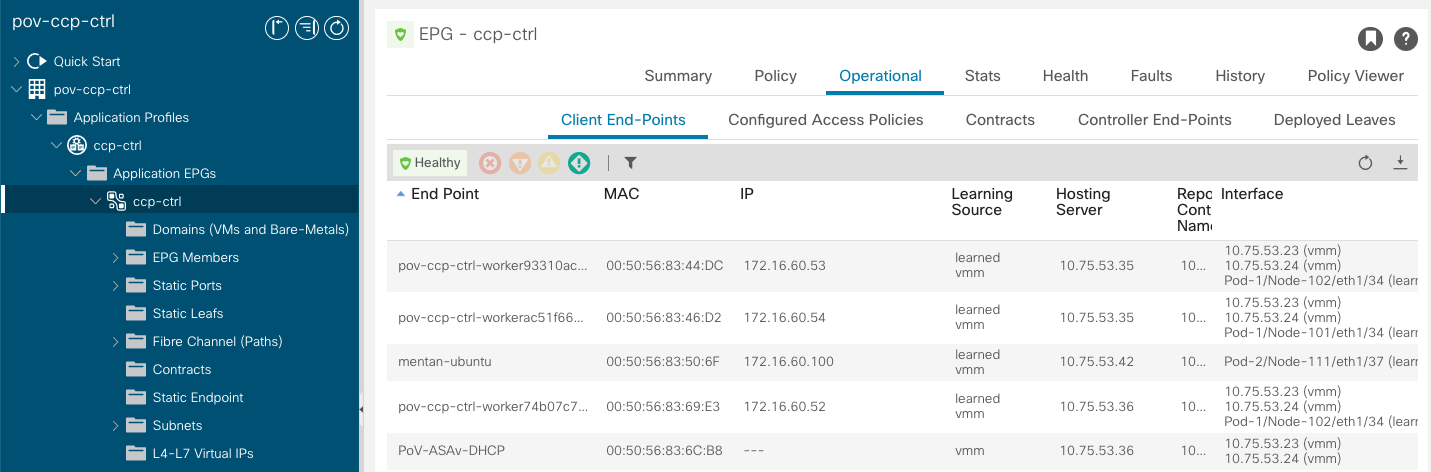 pov-ccp-ctrl
Quick Start
pov-ccp-ctrl
Application Profiles
ccp-ctrl
Application EPGs
ccp-ctrl
Domains (VMs and Bare-Metals)
EPG Members
Static Ports
Static Leafs
Fibre Channel (Paths)
Contracts
Static Endpoint
Subnets
L4-L7 Virtual IPs
EPG - ccp-ctrl
Summary Policy Operational Stats Health Faults History Policy Viewer
Client End-Points Configured Access Policies Contracts Controller End-Points Deployed Leaves
Healthy
End Point MAC IP Learning Source Hosting Server Repo Cont Name Interface
pov-ccp-ctrl-worker93310ac... 00:50:56:83:44:DC 172.16.60.53 learned vmm 10.75.53.35 10... 10.75.53.23 (vmm)
10.75.53.24 (vmm)
Pod-1/Node-102/eth1/34 (lear
pov-ccp-ctrl-workerac51f66... 00:50:56:83:46:D2 172.16.60.54 learned vmm 10.75.53.35 10... 10.75.53.23 (vmm)
10.75.53.24 (vmm)
Pod-1/Node-101/eth1/34 (lear
mentan-ubuntu 00:50:56:83:50:6F 172.16.60.100 learned vmm 10.75.53.42 10... Pod-2/Node-111/eth1/37 (lear
pov-ccp-ctrl-worker74b07c7... 00:50:56:83:69:E3 172.16.60.52 learned vmm 10.75.53.36 10... 10.75.53.23 (vmm)
10.75.53.24 (vmm)
Pod-1/Node-102/eth1/34 (lear
PoV-ASAv-DHCP 00:50:56:83:6C:B8 --- vmm 10.75.53.36 10... 10.75.53.23 (vmm)
10.75.53.24 (vmm)